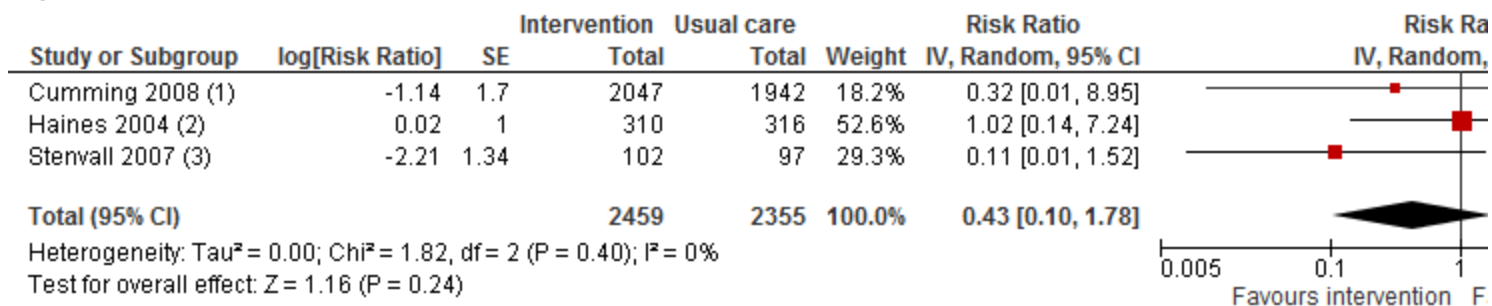 Intervention Usual care Risk Ratio Risk Ra
Study or Subgroup log[Risk Ratio] SE Total Total Weight IV, Random, 95% CI IV, Random,
Cumming 2008 (1) -1.14 1.7 2047 1942 18.2% 0.32 [0.01, 8.95]
Haines 2004 (2) 0.02 1 310 316 52.6% 1.02 [0.14, 7.24]
Stenvall 2007 (3) -2.21 1.34 102 97 29.3% 0.11 [0.01, 1.52]
Total (95% CI) 2459 2355 100.0% 0.43 [0.10, 1.78]
Heterogeneity: Tau² = 0.00; Chi² = 1.82, df = 2 (P = 0.40); I² = 0%
Test for overall effect: Z = 1.16 (P = 0.24)
0.005 0.1 1
Favours intervention F